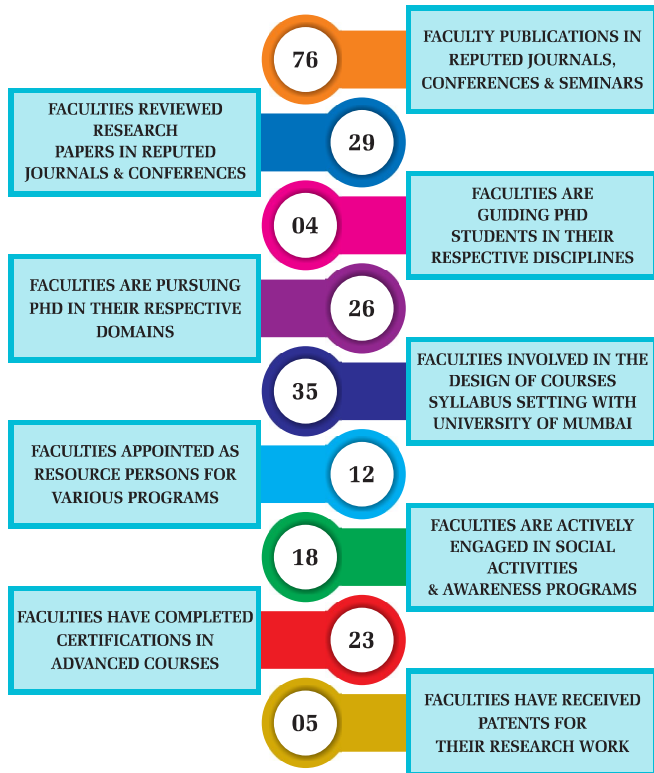 76
FACULTY PUBLICATIONS IN
REPUTED JOURNALS,
CONFERENCES & SEMINARS
FACULTIES REVIEWED
RESEARCH
PAPERS IN REPUTED
JOURNALS & CONFERENCES
29
04
FACULTIES ARE
GUIDING PHD
STUDENTS IN THEIR
RESPECTIVE DISCIPLINES
FACULTIES ARE PURSUING
PHD IN THEIR RESPECTIVE
DOMAINS
26
35
FACULTIES INVOLVED IN THE
DESIGN OF COURSES
SYLLABUS SETTING WITH
UNIVERSITY OF MUMBAI
FACULTIES APPOINTED AS
RESOURCE PERSONS FOR
VARIOUS PROGRAMS
12
18
FACULTIES ARE ACTIVELY
ENGAGED IN SOCIAL
ACTIVITIES
& AWARENESS PROGRAMS
FACULTIES HAVE COMPLETED
CERTIFICATIONS IN
ADVANCED COURSES
23
05
FACULTIES HAVE RECEIVED
PATENTS FOR
THEIR RESEARCH WORK